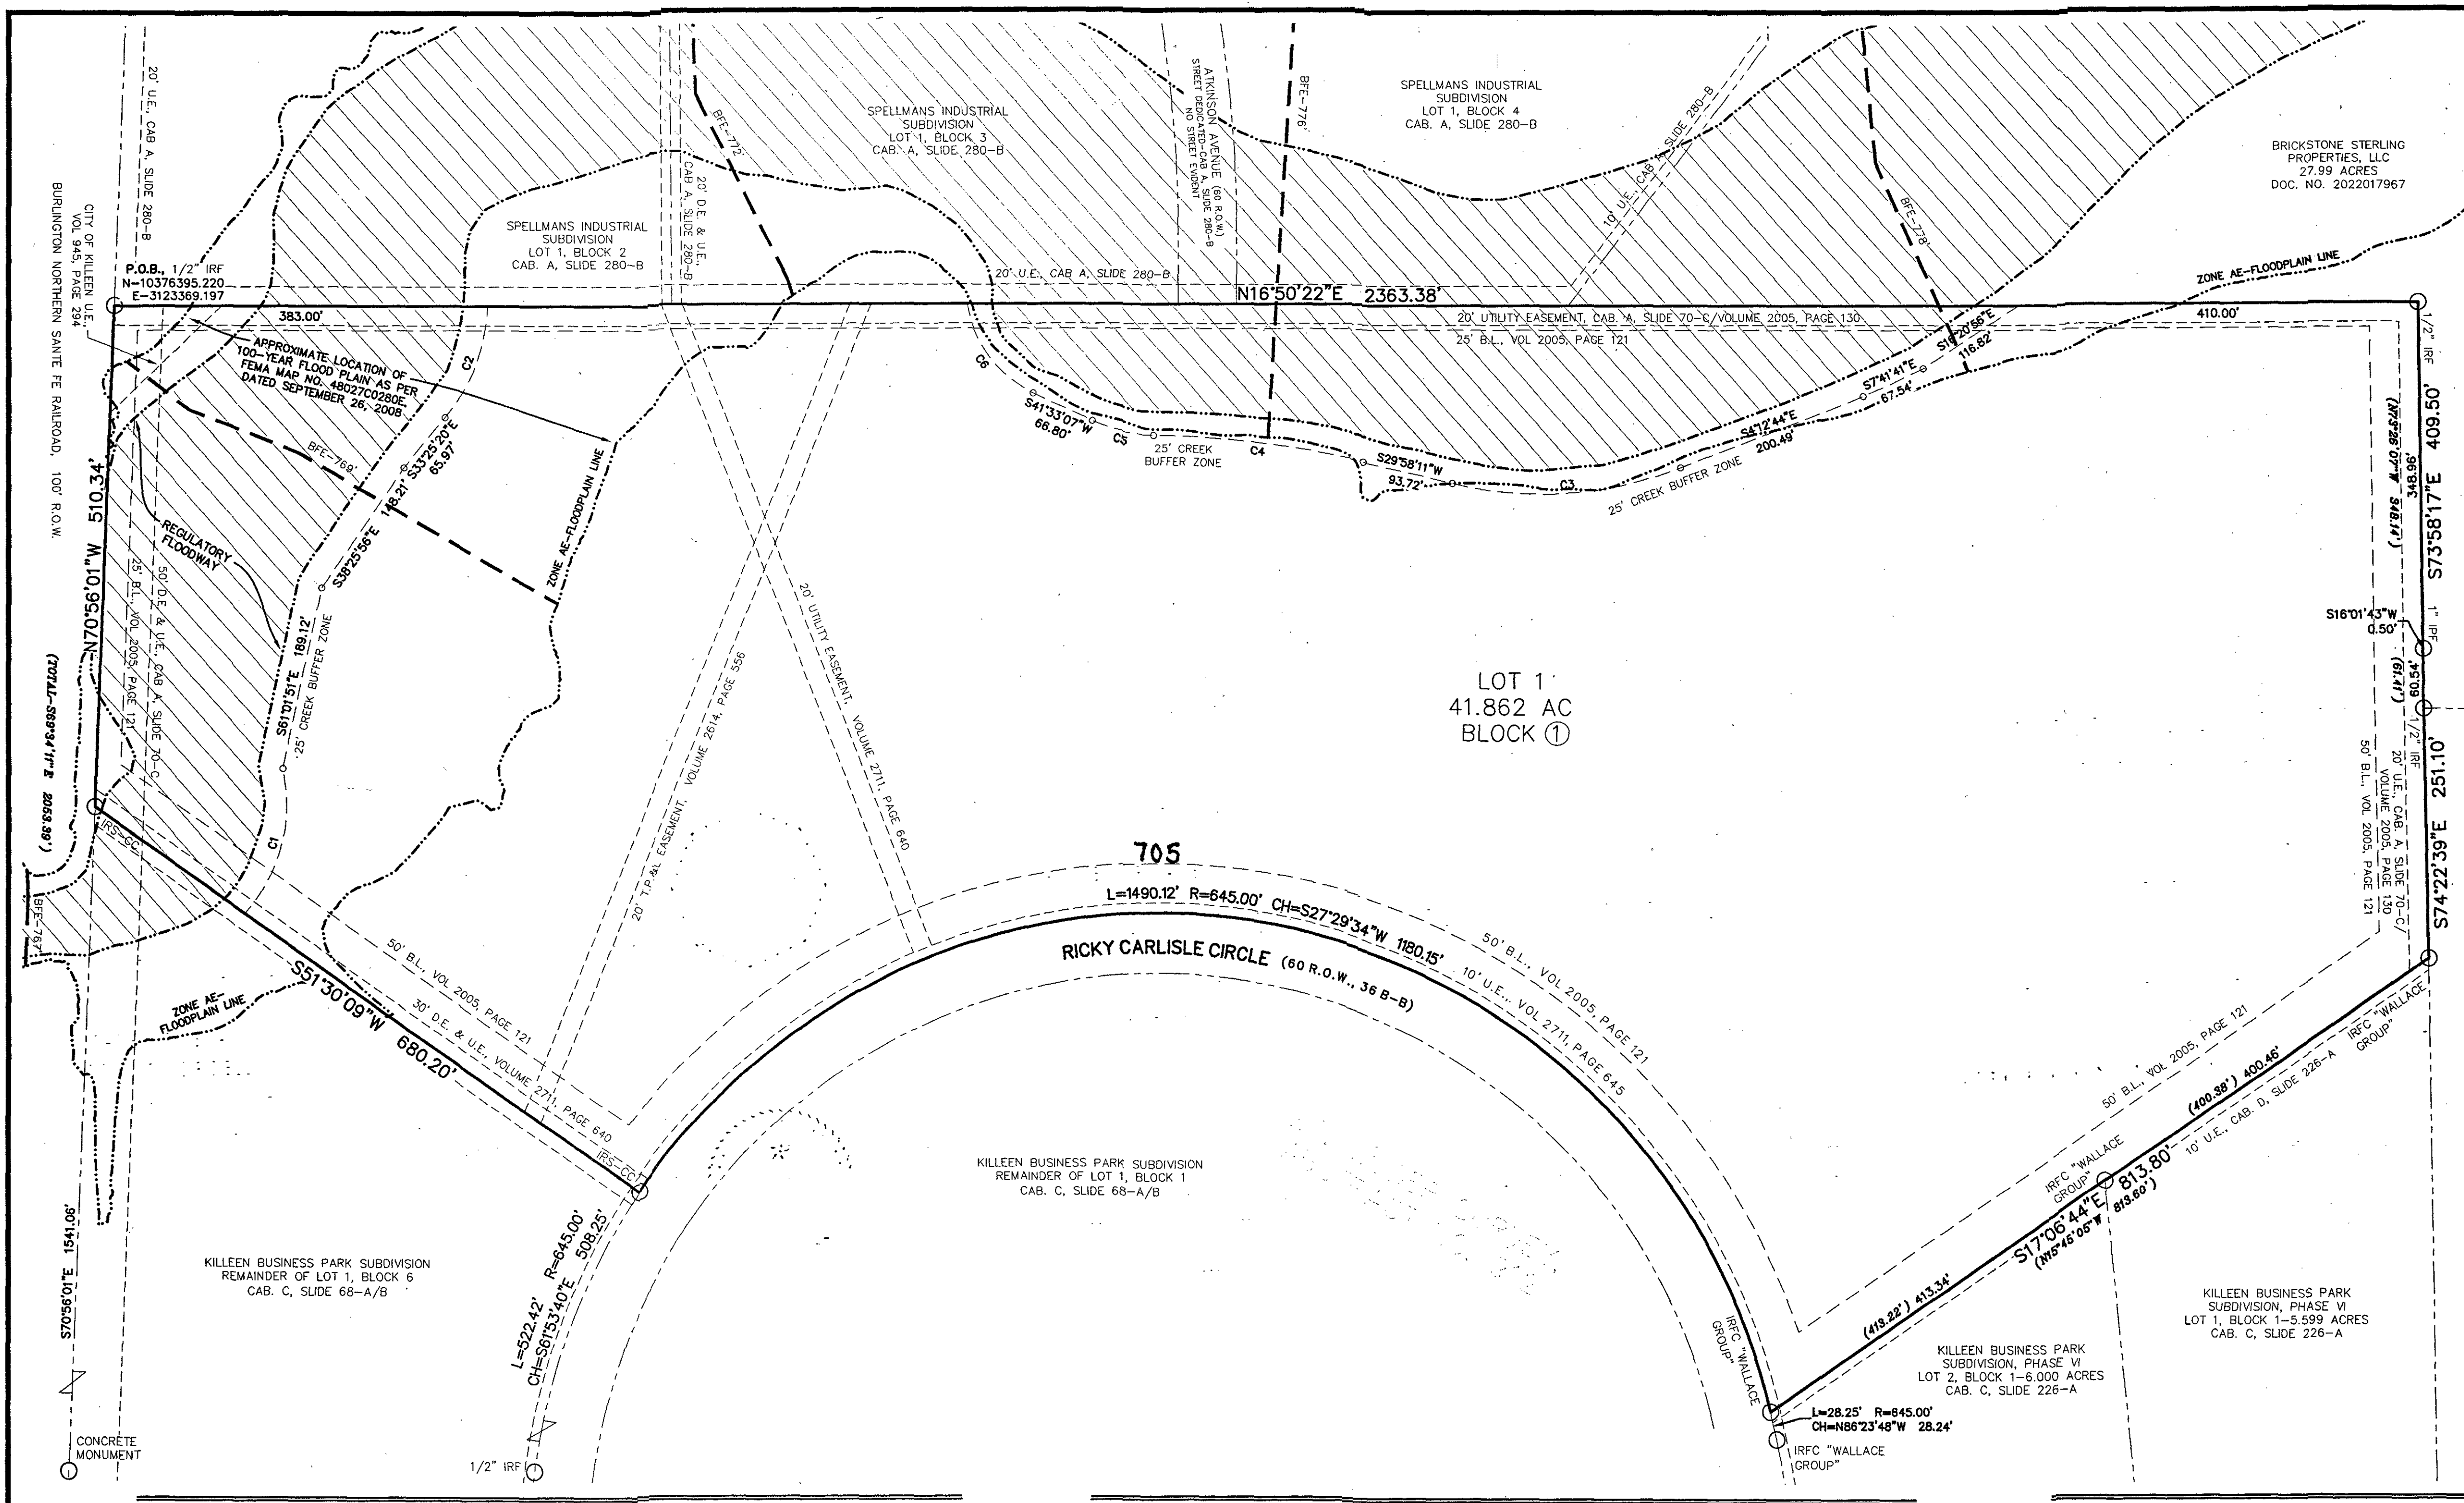 20' U.E., CAB A, SLIDE 280-B
CITY OF KILLEEN U.E.,
VOL 945, PAGE 294
BURLINGTON NORTHERN SANTE FE RAILROAD, 100' R.O.W.
P.O.B., 1/2" IRF
N-10376395.220
E-3123369.197
SPELLMANS INDUSTRIAL
SUBDIVISION
LOT 1, BLOCK 2
CAB. A, SLIDE 280-B
20' D.E. & U.E.,
CAB A, SLIDE 280-B
BFE-772'
SPELLMANS INDUSTRIAL
SUBDIVISION
LOT 1, BLOCK 3
CAB. A, SLIDE 280-B
ATKINSON AVENUE (60 R.O.W.)
STREET DEDICATED-CAB A, SLIDE 280-B
NO STREET EVIDENT
BFE-776'
SPELLMANS INDUSTRIAL
SUBDIVISION
LOT 1, BLOCK 4
CAB. A, SLIDE 280-B
10' U.E., CAB A, SLIDE 280-B
BFE-778'
BRICKSTONE STERLING
PROPERTIES, LLC
27.99 ACRES
DOC. NO. 2022017967
ZONE AE-FLOODPLAIN LINE
20' U.E., CAB A, SLIDE 280-B
N16°50'22"E 2363.38'
383.00'
410.00'
20' UTILITY EASEMENT, CAB. A, SLIDE 70-C/VOLUME 2005, PAGE 130
25' B.L., VOL 2005, PAGE 121
APPROXIMATE LOCATION OF
100-YEAR FLOOD PLAIN AS PER
FEMA MAP NO. 48027C0280E,
DATED SEPTEMBER 26, 2008
C2
C6
S41°33'07"W
66.80'
C5
25' CREEK
BUFFER ZONE
C4
S29°58'11"W
93.72'
C3
25' CREEK BUFFER ZONE
S4°12'44"E
200.49'
S7°41'41"E
67.54'
S16°20'56"E
116.82'
1/2" IRF
S73°58'17"E 409.50'
348.96'
(N73°26'07"W 348.14')
1" IPF
S16°01'43"W
0.50'
60.54'
(61.41')
1/2" IRF
S74°22'39"E 251.10'
20' U.E., CAB. A, SLIDE 70-C/
VOLUME 2005, PAGE 130
50' B.L., VOL 2005, PAGE 121
N70°56'01"W 510.34'
(TOTAL-S69°34'11"E 2053.39')
REGULATORY
FLOODWAY
25' B.L., VOL 2005, PAGE 121
50' D.E & U.E., CAB A, SLIDE 70-C
BFE-768'
S33°25'20"E
65.97'
S38°25'56"E 148.21'
S61°01'51"E 189.12'
25' CREEK BUFFER ZONE
C1
ZONE AE-FLOODPLAIN LINE
20' T.P.&L EASEMENT, VOLUME 2614, PAGE 556
20' UTILITY EASEMENT, VOLUME 2711, PAGE 640
LOT 1
41.862 AC
BLOCK 1
705
L=1490.12' R=645.00' CH=S27°29'34"W 1180.15'
RICKY CARLISLE CIRCLE (60 R.O.W., 36 B-B)
50' B.L., VOL 2005, PAGE 121
10' U.E., VOL 2711, PAGE 645
IRS-CC
BFE-767'
ZONE AE-
FLOODPLAIN LINE
S51°30'09"W 680.20'
50' B.L., VOL 2005, PAGE 121
30' D.E. & U.E., VOLUME 2711, PAGE 640
IRS-CC
S70°56'01"E 1541.06'
CONCRETE
MONUMENT
KILLEEN BUSINESS PARK SUBDIVISION
REMAINDER OF LOT 1, BLOCK 6
CAB. C, SLIDE 68-A/B
L=522.42' R=645.00'
CH=S61°53'40"E 508.25'
1/2" IRF
KILLEEN BUSINESS PARK SUBDIVISION
REMAINDER OF LOT 1, BLOCK 1
CAB. C, SLIDE 68-A/B
50' B.L., VOL 2005, PAGE 121
IRFC "WALLACE
GROUP"
(400.38') 400.46'
10' U.E., CAB. D, SLIDE 226-A
IRFC "WALLACE
GROUP"
S17°06'44"E 813.80'
(N15°45'05"W 813.60')
(413.22') 413.34'
IRFC "WALLACE
GROUP"
L=28.25' R=645.00'
CH=N86°23'48"W 28.24'
IRFC "WALLACE
GROUP"
KILLEEN BUSINESS PARK
SUBDIVISION, PHASE VI
LOT 2, BLOCK 1-6.000 ACRES
CAB. C, SLIDE 226-A
KILLEEN BUSINESS PARK
SUBDIVISION, PHASE VI
LOT 1, BLOCK 1-5.599 ACRES
CAB. C, SLIDE 226-A